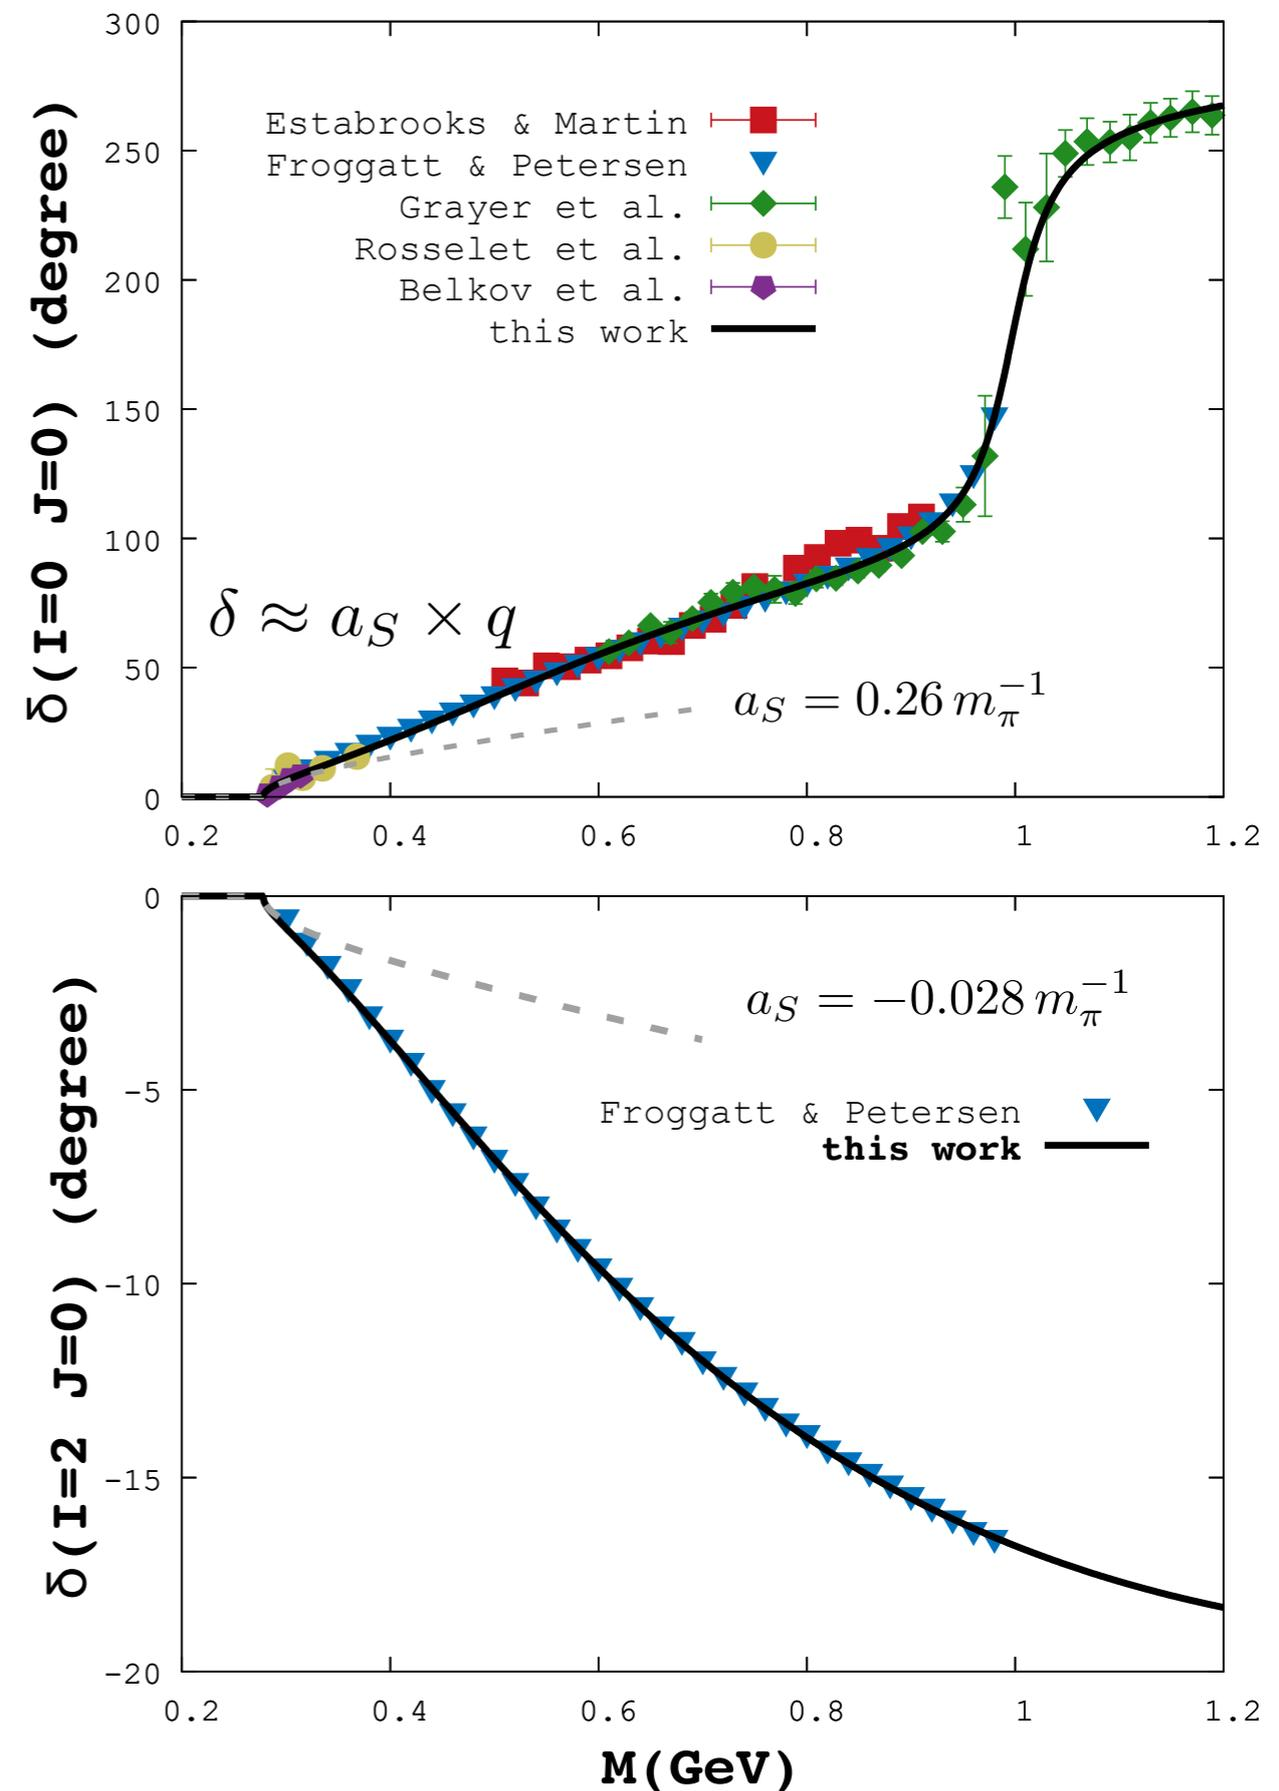 300
250
200
150
100
50
0
δ(I=0 J=0) (degree)
Estabrooks & Martin
Froggatt & Petersen
Grayer et al.
Rosselet et al.
Belkov et al.
this work
δ ≈ a_S × q
a_S = 0.26 m_π^{-1}
0.2 0.4 0.6 0.8 1 1.2
0
-5
-10
-15
-20
δ(I=2 J=0) (degree)
a_S = −0.028 m_π^{-1}
Froggatt & Petersen
this work
0.2 0.4 0.6 0.8 1 1.2
M(GeV)